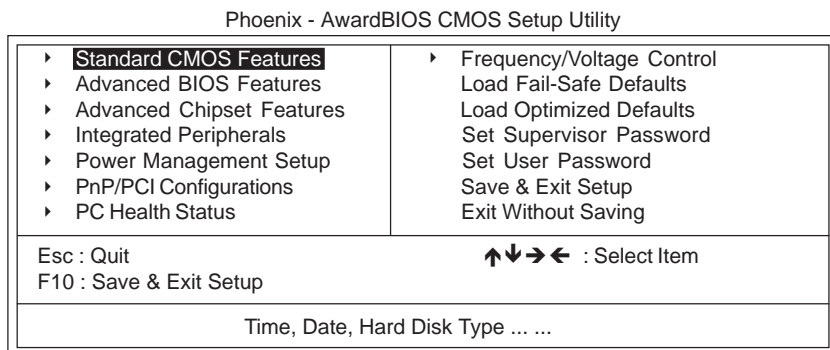 Phoenix - AwardBIOS CMOS Setup Utility
‣ Standard CMOS Features
‣ Advanced BIOS Features
‣ Advanced Chipset Features
‣ Integrated Peripherals
‣ Power Management Setup
‣ PnP/PCI Configurations
‣ PC Health Status
‣ Frequency/Voltage Control
Load Fail-Safe Defaults
Load Optimized Defaults
Set Supervisor Password
Set User Password
Save & Exit Setup
Exit Without Saving
Esc : Quit
F10 : Save & Exit Setup
↑↓→← : Select Item
Time, Date, Hard Disk Type ... ...